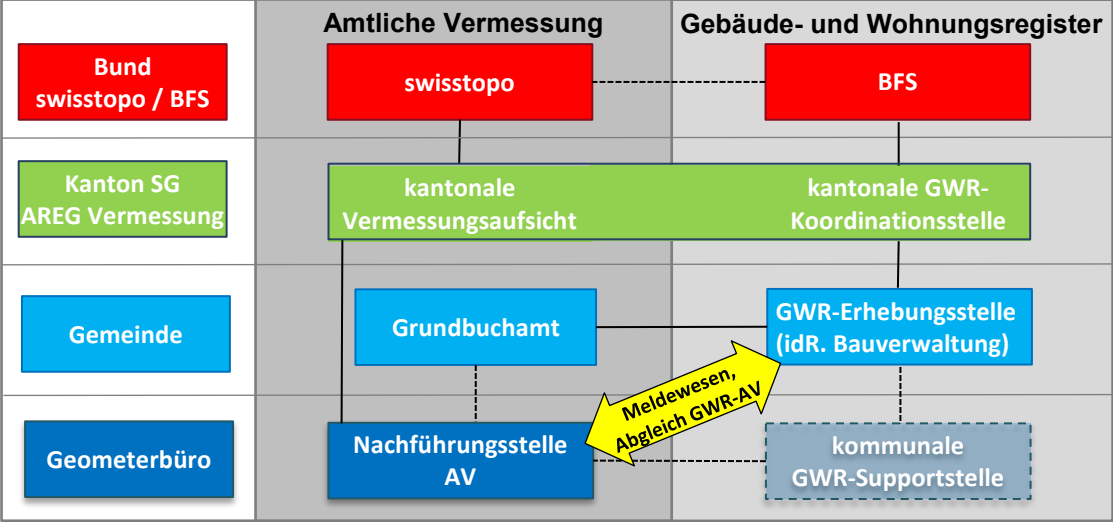 Amtliche Vermessung
Gebäude- und Wohnungsregister
Bund
swisstopo / BFS
swisstopo
BFS
Kanton SG
AREG Vermessung
kantonale
Vermessungsaufsicht
kantonale GWR-
Koordinationsstelle
Gemeinde
Grundbuchamt
GWR-Erhebungsstelle
(idR. Bauverwaltung)
Meldewesen,
Abgleich GWR-AV
Geometerbüro
Nachführungsstelle
AV
kommunale
GWR-Supportstelle